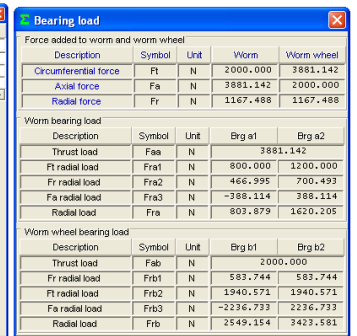 Σ Bearing load
Force added to worm and worm wheel
Description Symbol Unit Worm Worm wheel
Circumferential force Ft N 2000.000 3881.142
Axial force Fa N 3881.142 2000.000
Radial force Fr N 1167.488 1167.488
Worm bearing load
Description Symbol Unit Brg a1 Brg a2
Thrust load Faa N 3881.142
Ft radial load Fra1 N 800.000 1200.000
Fr radial load Fra2 N 466.995 700.493
Fa radial load Fra3 N -388.114 388.114
Radial load Fra N 803.879 1620.205
Worm wheel bearing load
Description Symbol Unit Brg b1 Brg b2
Thrust load Fab N 2000.000
Fr radial load Frb1 N 583.744 583.744
Ft radial load Frb2 N 1940.571 1940.571
Fa radial load Frb3 N -2236.733 2236.733
Radial load Frb N 2549.154 3423.581